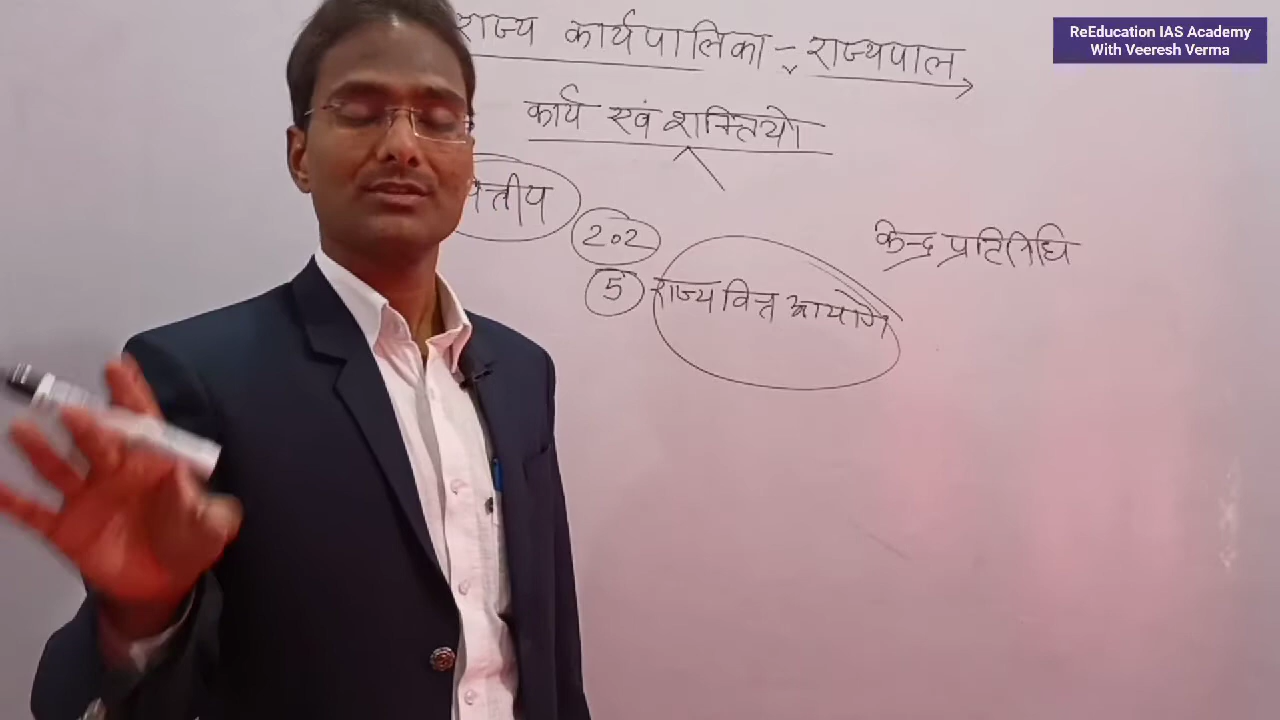 ReEducation IAS Academy
With Veeresh Verma
राज्य कार्यपालिका - राज्यपाल
कार्य एवं शक्तियों
202
केन्द्र प्रतिनिधि
5 राज्य वित्त आयोग